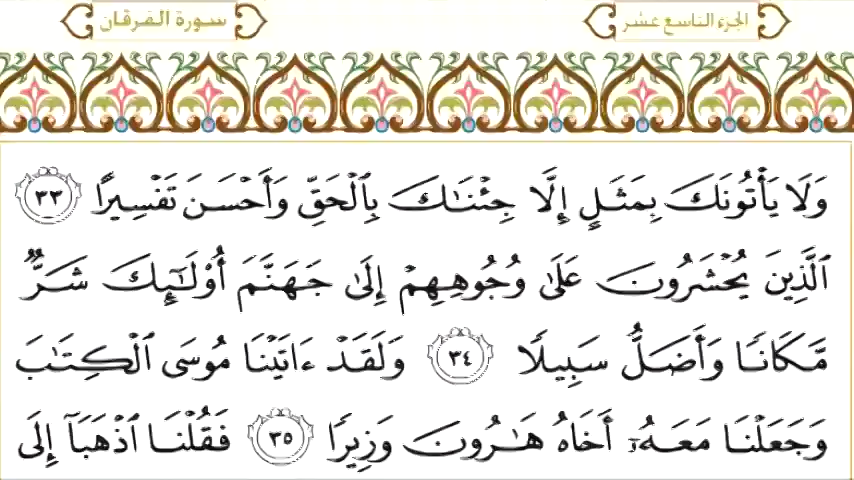 الجزء التاسع عشر
سورة الفرقان
وَلَا يَأْتُونَكَ بِمَثَلٍ إِلَّا جِئْنَٰكَ بِٱلْحَقِّ وَأَحْسَنَ تَفْسِيرًا ٣٣
ٱلَّذِينَ يُحْشَرُونَ عَلَىٰ وُجُوهِهِمْ إِلَىٰ جَهَنَّمَ أُو۟لَٰٓئِكَ شَرٌّ
مَّكَانًا وَأَضَلُّ سَبِيلًا ٣٤ وَلَقَدْ ءَاتَيْنَا مُوسَى ٱلْكِتَٰبَ
وَجَعَلْنَا مَعَهُۥٓ أَخَاهُ هَٰرُونَ وَزِيرًا ٣٥ فَقُلْنَا ٱذْهَبَآ إِلَى